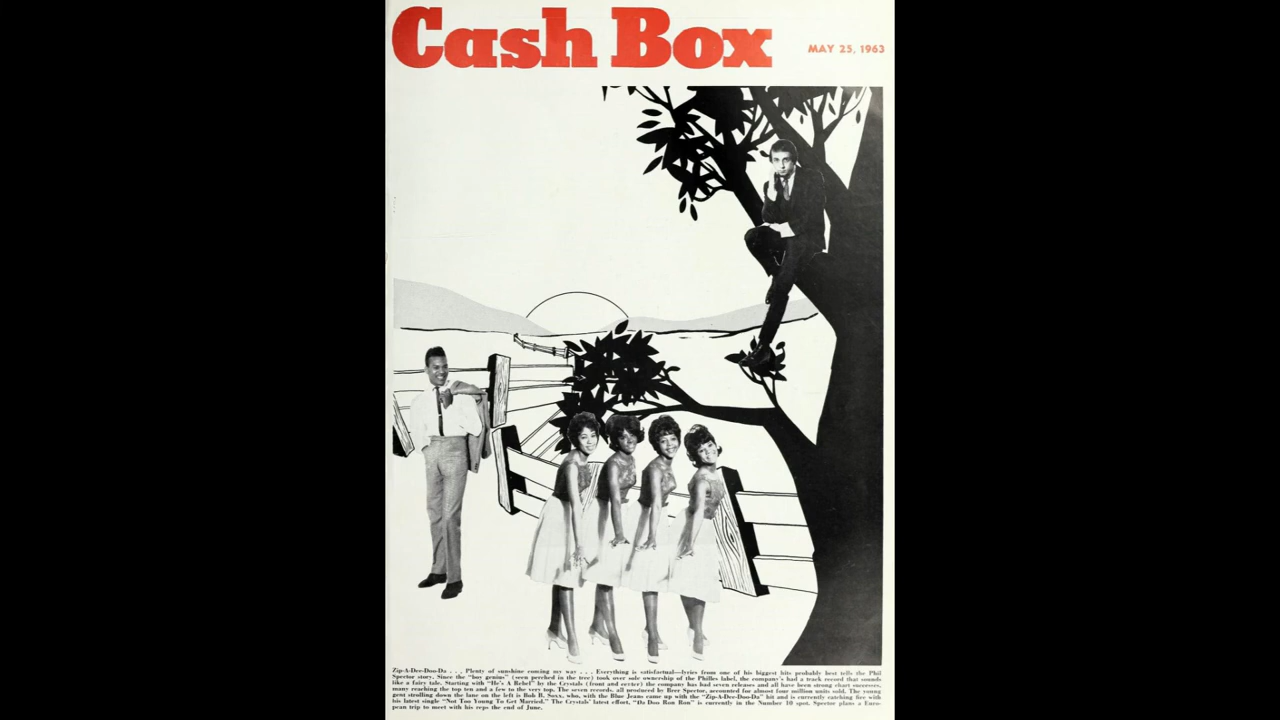 Cash Box
MAY 25, 1963
Zip-A-Dee-Doo-Da . . . Plenty of sunshine coming my way . . . Everything is satisfactual—lyrics from one of his biggest hits probably best tells the Phil
Spector story. Since the "boy genius" (seen perched in the tree) took over sole ownership of the Philles label, the company's had a track record that sounds
like a fairy tale. Starting with "He's A Rebel" by the Crystals (front and center) the company has had seven releases and all have been strong chart successes,
many reaching the top ten and a few to the very top. The seven records, all produced by Spector, accounted for almost four million units sold. The young
gent strolling down the lane on the left is Bob B. Soxx, who, with the Blue Jeans came up with the "Zip-A-Dee-Doo-Da" hit and is currently catching fire with
his latest single "Not Too Young To Get Married." The Crystals' latest effort, "Da Doo Ron Ron" is currently in the Number 10 spot. Spector plans a Euro-
pean trip to meet with his reps the end of June.